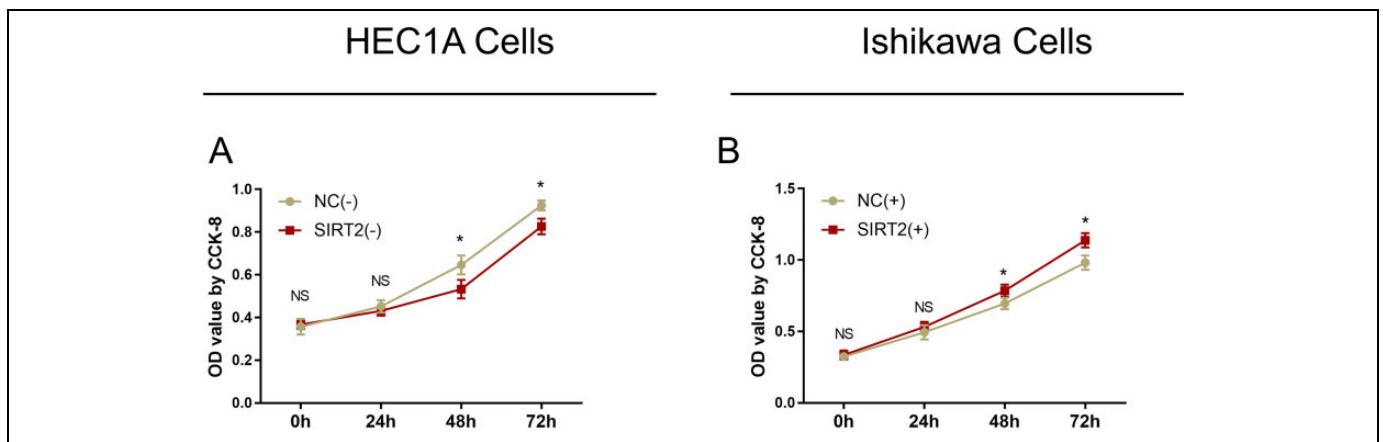 HEC1A Cells
Ishikawa Cells
A
OD value by CCK-8
1.0
0.8
0.6
0.4
0.2
0.0
NC(-)
SIRT2(-)
NS
NS
*
*
0h 24h 48h 72h
B
OD value by CCK-8
1.5
1.0
0.5
0.0
NC(+)
SIRT2(+)
NS
NS
*
*
0h 24h 48h 72h